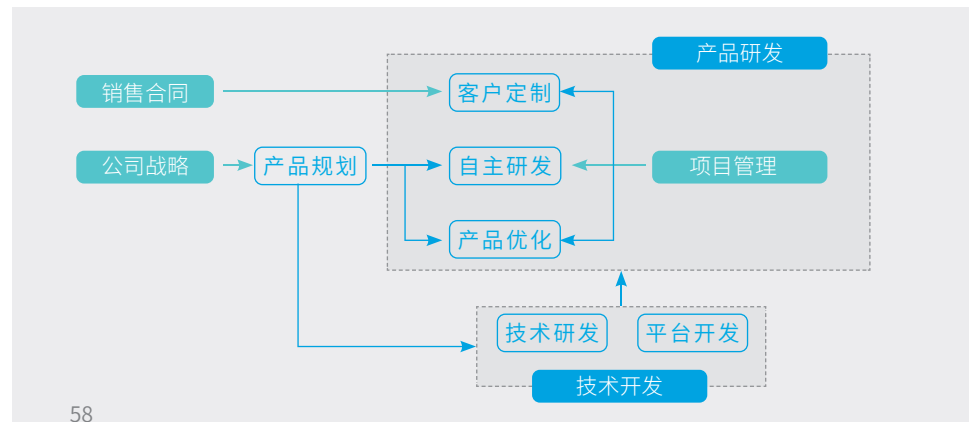 产品研发
销售合同
客户定制
公司战略
产品规划
自主研发
项目管理
产品优化
技术研发
平台开发
技术开发
58